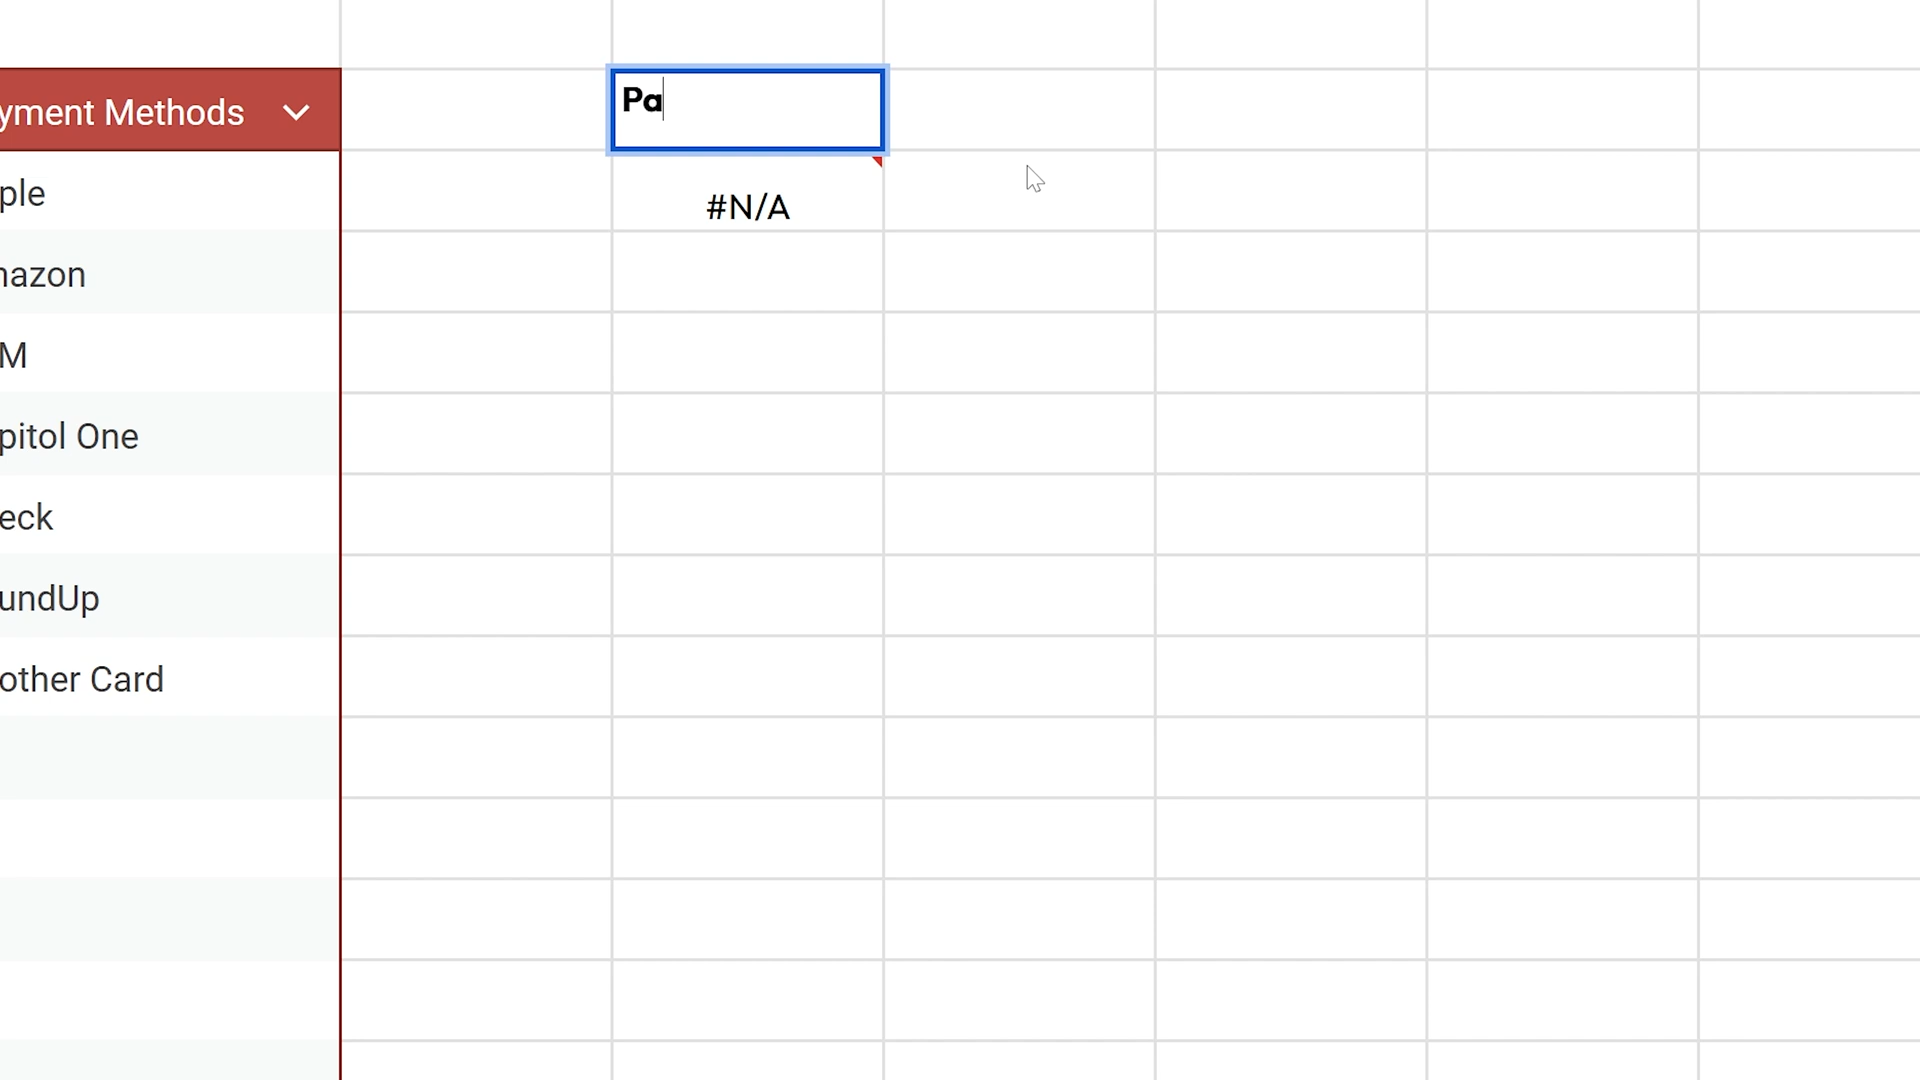 yment Methods
Pa
ple
#N/A
nazon
M
pitol One
eck
undUp
other Card